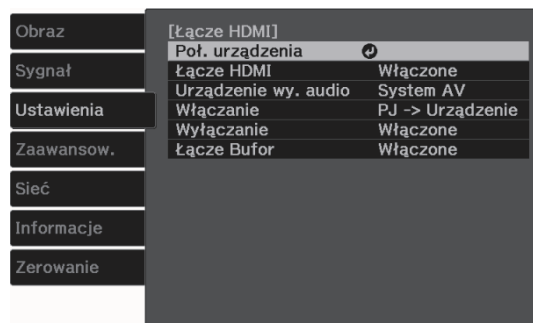 Obraz
Sygnał
Ustawienia
Zaawansow.
Sieć
Informacje
Zerowanie
[Łącze HDMI]
Poł. urządzenia
Łącze HDMI Włączone
Urządzenie wy. audio System AV
Włączanie PJ -> Urządzenie
Wyłączanie Włączone
Łącze Bufor Włączone